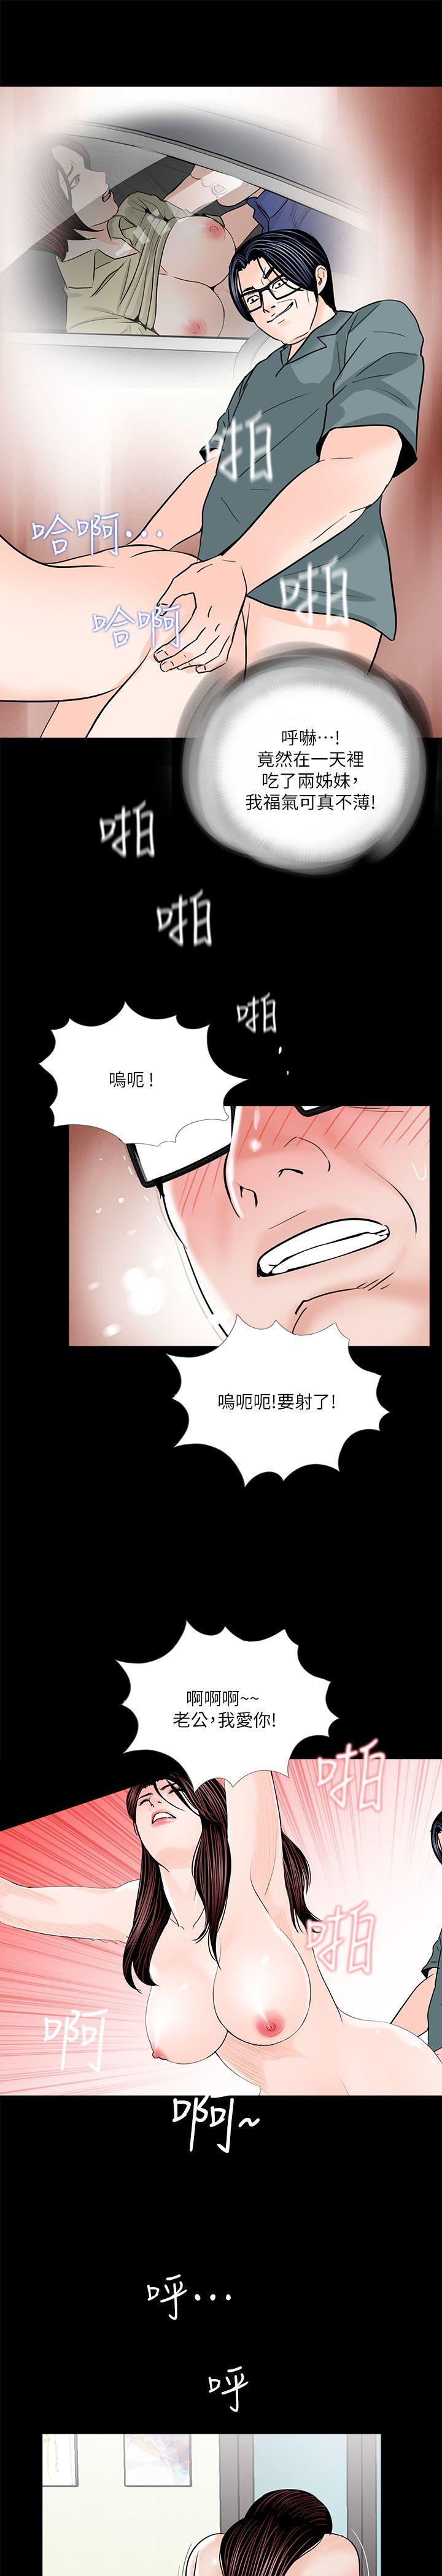 啪
哈啊…
啪
哈啊
呼嚇…!
竟然在一天裡
吃了兩姊妹，
我福氣可真不薄!
啪
啪
啪
嗚呃!
嗚呃呃!要射了!
啊啊啊~~
老公，我愛你!
啪
啪
啊
啊~
呼…
呼